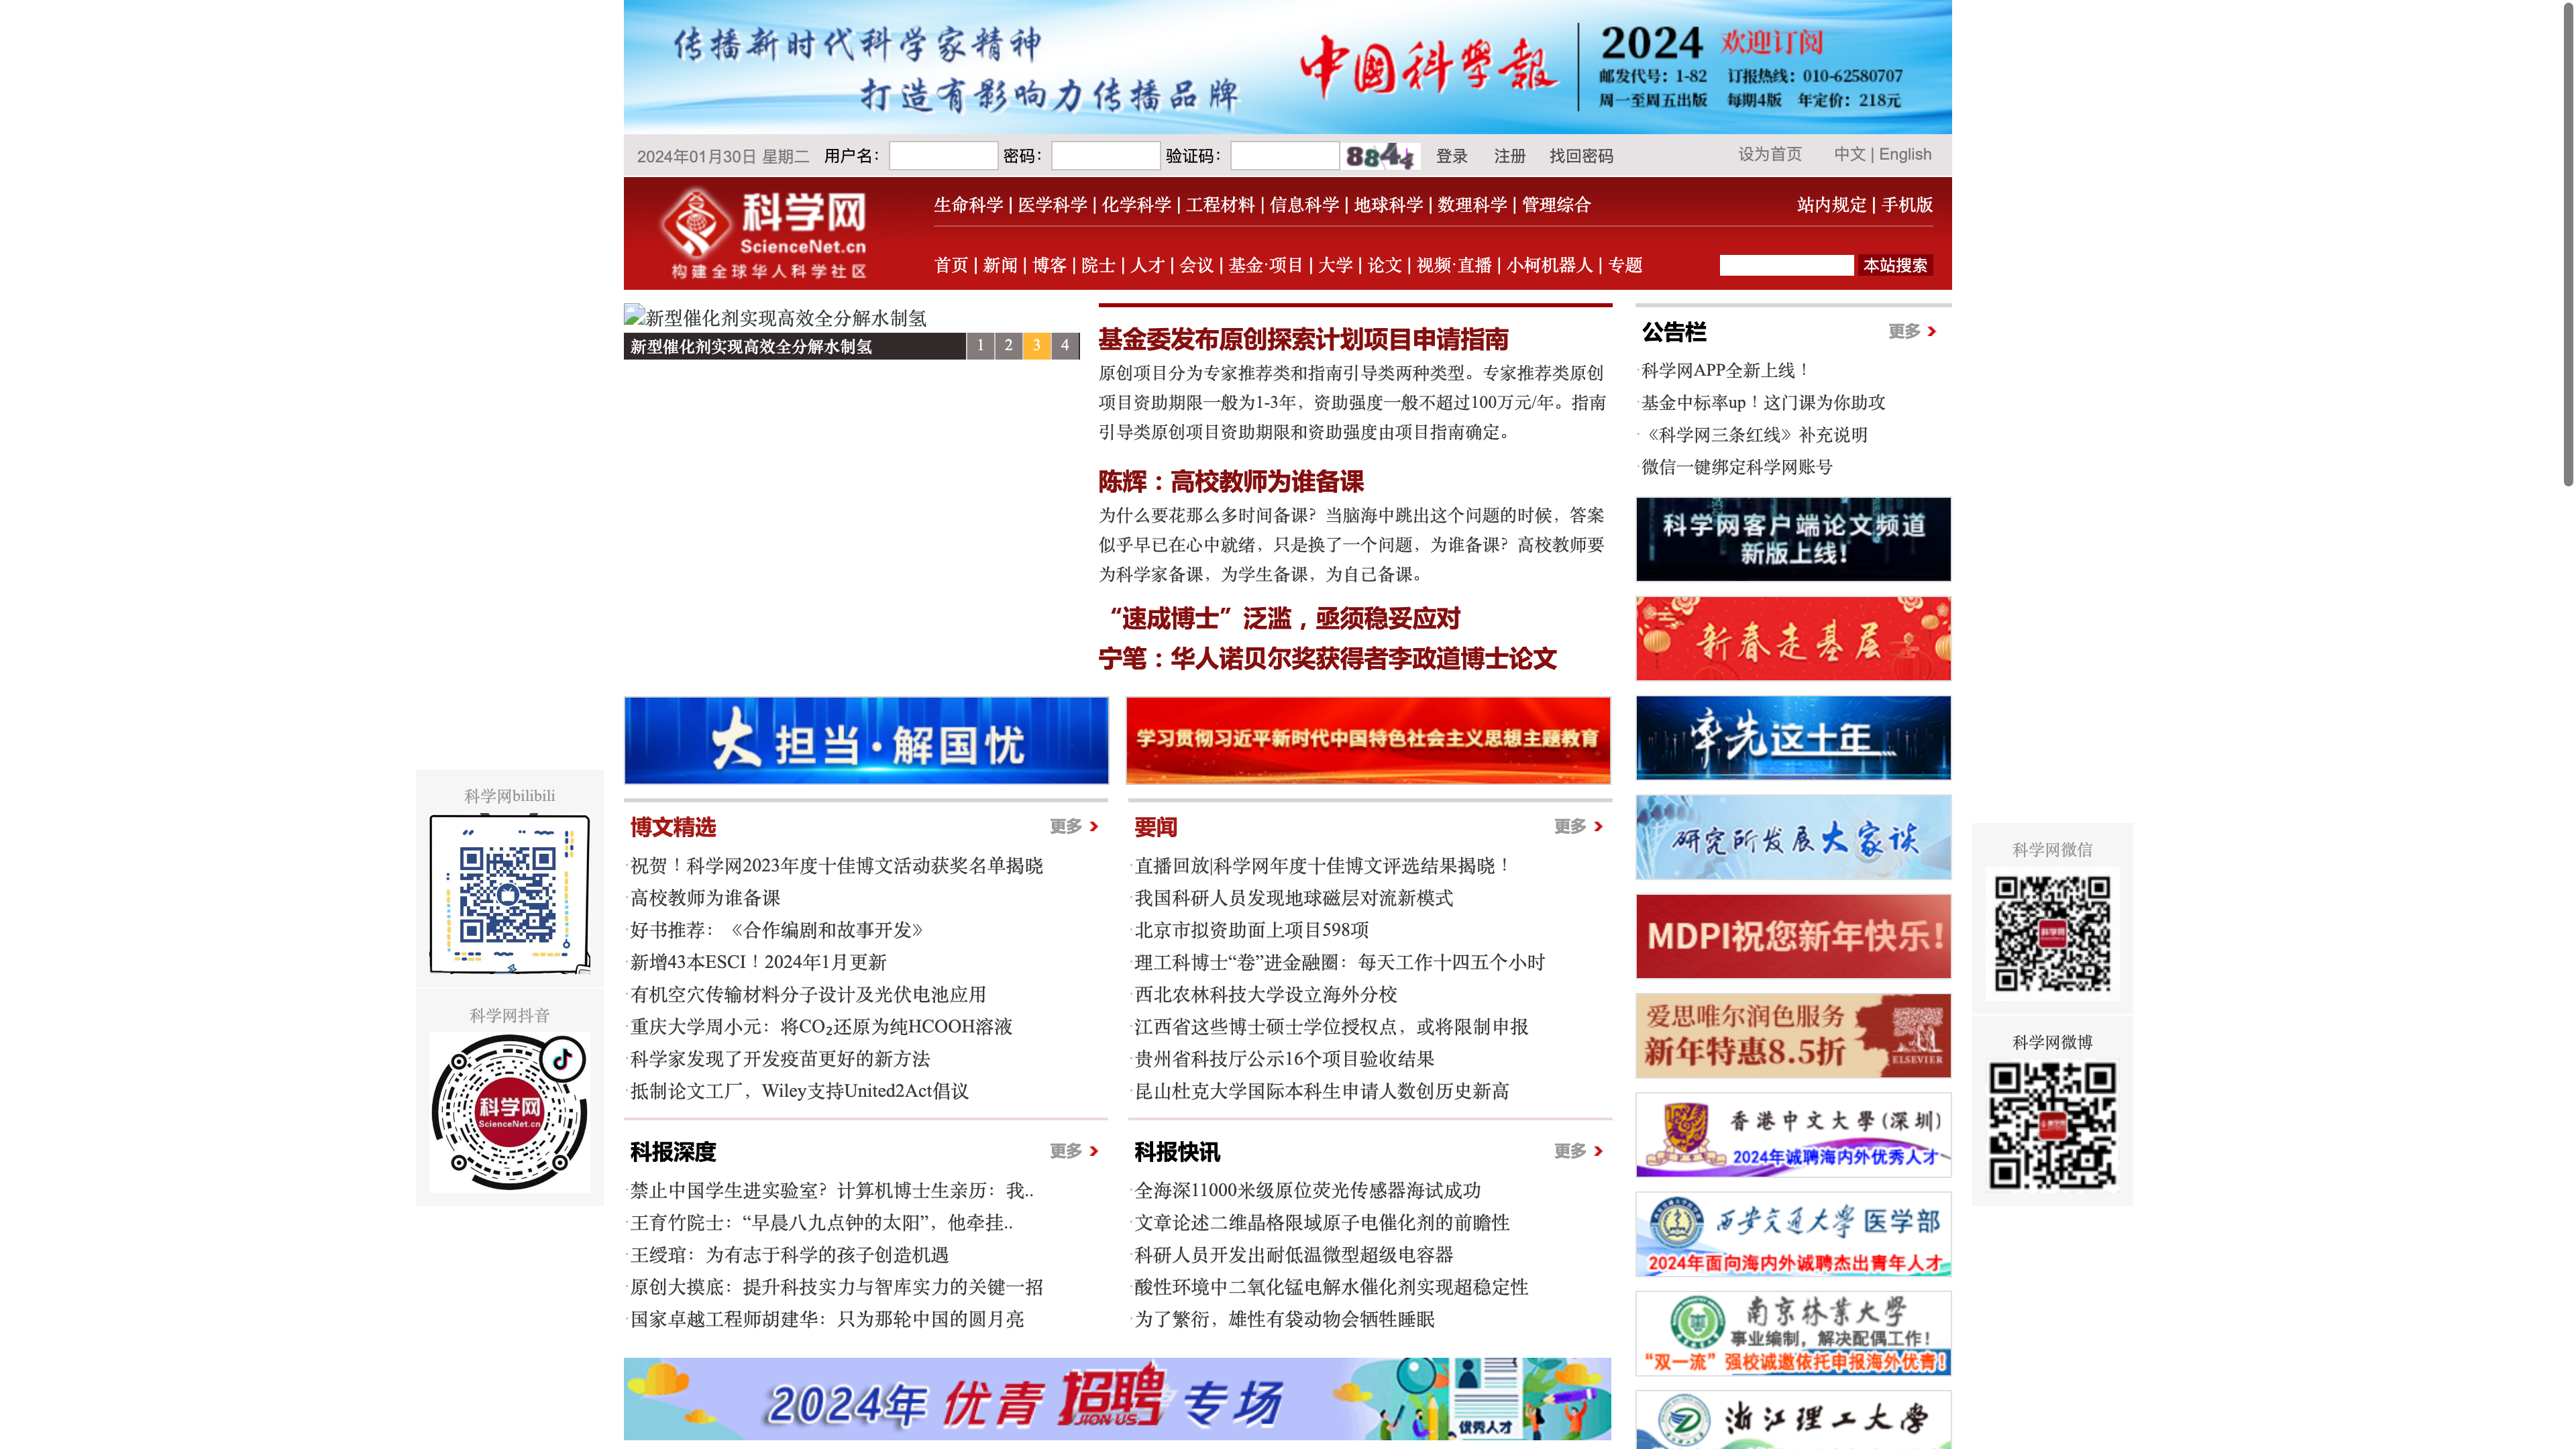 传播新时代科学家精神
打造有影响力传播品牌
中國科學報
2024 欢迎订阅
邮发代号：1-82 订报热线：010-62580707
周一至周五出版 每期4版 年定价：218元
2024年01月30日 星期二 用户名： 密码： 验证码： 8844 登录 注册 找回密码 设为首页 中文 | English
科学网
ScienceNet.cn
构建全球华人科学社区
生命科学 | 医学科学 | 化学科学 | 工程材料 | 信息科学 | 地球科学 | 数理科学 | 管理综合
站内规定 | 手机版
首页 | 新闻 | 博客 | 院士 | 人才 | 会议 | 基金·项目 | 大学 | 论文 | 视频·直播 | 小柯机器人 | 专题
本站搜索
新型催化剂实现高效全分解水制氢
新型催化剂实现高效全分解水制氢 1 2 3 4
基金委发布原创探索计划项目申请指南
原创项目分为专家推荐类和指南引导类两种类型。专家推荐类原创
项目资助期限一般为1-3年，资助强度一般不超过100万元/年。指南
引导类原创项目资助期限和资助强度由项目指南确定。
陈辉：高校教师为谁备课
为什么要花那么多时间备课？当脑海中跳出这个问题的时候，答案
似乎早已在心中就绪，只是换了一个问题，为谁备课？高校教师要
为科学家备课，为学生备课，为自己备课。
“速成博士”泛滥，亟须稳妥应对
宁笔：华人诺贝尔奖获得者李政道博士论文
公告栏 更多
·科学网APP全新上线！
·基金中标率up！这门课为你助攻
·《科学网三条红线》补充说明
·微信一键绑定科学网账号
科学网客户端论文频道
新版上线！
新春走基层
率先这十年
研究所发展大家谈
MDPI祝您新年快乐！
爱思唯尔润色服务
新年特惠8.5折
ELSEVIER
香港中文大學(深圳)
2024年诚聘海内外优秀人才
西安交通大学医学部
2024年面向海内外诚聘杰出青年人才
南京林業大學
事业编制，解决配偶工作！
“双一流”强校诚邀依托申报海外优青！
浙江理工大学
大担当·解国忧
学习贯彻习近平新时代中国特色社会主义思想主题教育
博文精选 更多
·祝贺！科学网2023年度十佳博文活动获奖名单揭晓
·高校教师为谁备课
·好书推荐：《合作编剧和故事开发》
·新增43本ESCI！2024年1月更新
·有机空穴传输材料分子设计及光伏电池应用
·重庆大学周小元：将CO₂还原为纯HCOOH溶液
·科学家发现了开发疫苗更好的新方法
·抵制论文工厂，Wiley支持United2Act倡议
要闻 更多
·直播回放|科学网年度十佳博文评选结果揭晓！
·我国科研人员发现地球磁层对流新模式
·北京市拟资助面上项目598项
·理工科博士“卷”进金融圈：每天工作十四五个小时
·西北农林科技大学设立海外分校
·江西省这些博士硕士学位授权点，或将限制申报
·贵州省科技厅公示16个项目验收结果
·昆山杜克大学国际本科生申请人数创历史新高
科报深度 更多
·禁止中国学生进实验室？计算机博士生亲历：我..
·王育竹院士：“早晨八九点钟的太阳”，他牵挂..
·王绶琯：为有志于科学的孩子创造机遇
·原创大摸底：提升科技实力与智库实力的关键一招
·国家卓越工程师胡建华：只为那轮中国的圆月亮
科报快讯 更多
·全海深11000米级原位荧光传感器海试成功
·文章论述二维晶格限域原子电催化剂的前瞻性
·科研人员开发出耐低温微型超级电容器
·酸性环境中二氧化锰电解水催化剂实现超稳定性
·为了繁衍，雄性有袋动物会牺牲睡眠
2024年优青招聘专场
JION US
优秀人才
科学网bilibili
科学网抖音
科学网
ScienceNet.cn
科学网微信
科学网
科学网微博